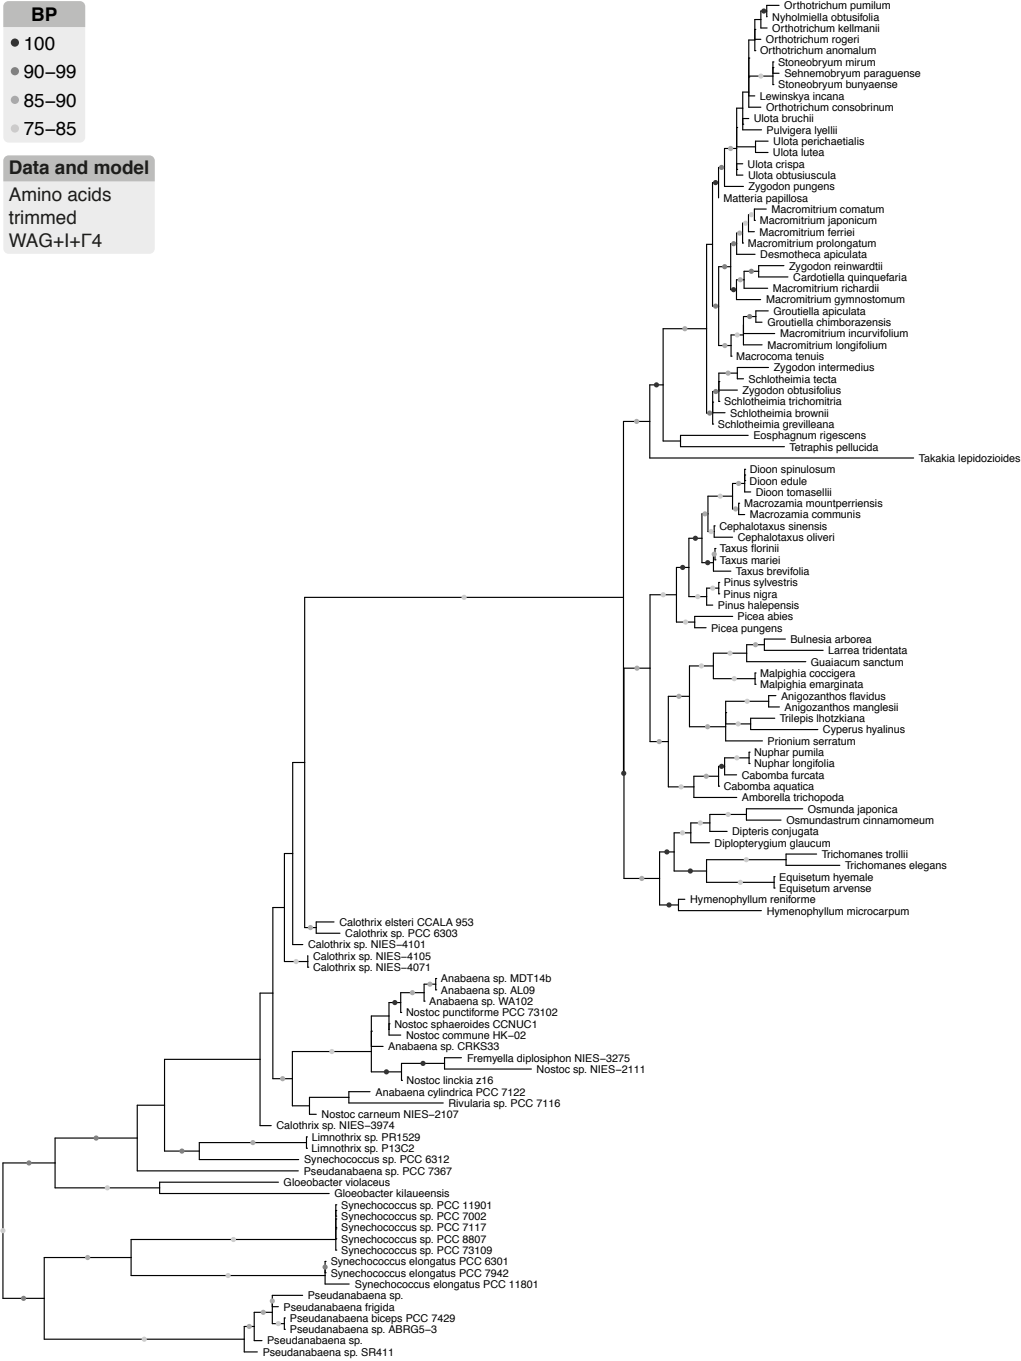 BP
100
90–99
85–90
75–85
Data and model
Amino acids
trimmed
WAG+I+Γ4
Orthotrichum pumilum
Nyholmiella obtusifolia
Orthotrichum kellmanii
Orthotrichum rogeri
Orthotrichum anomalum
Stoneobryum mirum
Sehnemobryum paraguense
Stoneobryum bunyaense
Lewinskya incana
Orthotrichum consobrinum
Ulota bruchii
Pulvigera lyellii
Ulota perichaetialis
Ulota lutea
Ulota crispa
Ulota obtusiuscula
Zygodon pungens
Matteria papillosa
Macromitrium comatum
Macromitrium japonicum
Macromitrium ferriei
Macromitrium prolongatum
Desmotheca apiculata
Zygodon reinwardtii
Cardotiella quinquefaria
Macromitrium richardii
Macromitrium gymnostomum
Groutiella apiculata
Groutiella chimborazensis
Macromitrium incurvifolium
Macromitrium longifolium
Macrocoma tenuis
Zygodon intermedius
Schlotheimia tecta
Zygodon obtusifolius
Schlotheimia trichomitria
Schlotheimia brownii
Schlotheimia grevilleana
Eosphagnum rigescens
Tetraphis pellucida
Takakia lepidozioides
Dioon spinulosum
Dioon edule
Dioon tomasellii
Macrozamia mountperriensis
Macrozamia communis
Cephalotaxus sinensis
Cephalotaxus oliveri
Taxus florinii
Taxus mariei
Taxus brevifolia
Pinus sylvestris
Pinus nigra
Pinus halepensis
Picea abies
Picea pungens
Bulnesia arborea
Larrea tridentata
Guaiacum sanctum
Malpighia coccigera
Malpighia emarginata
Anigozanthos flavidus
Anigozanthos manglesii
Trilepis lhotzkiana
Cyperus hyalinus
Prionium serratum
Nuphar pumila
Nuphar longifolia
Cabomba furcata
Cabomba aquatica
Amborella trichopoda
Osmunda japonica
Osmundastrum cinnamomeum
Dipteris conjugata
Diplopterygium glaucum
Trichomanes trollii
Trichomanes elegans
Equisetum hyemale
Equisetum arvense
Hymenophyllum reniforme
Hymenophyllum microcarpum
Calothrix elsteri CCALA 953
Calothrix sp. PCC 6303
Calothrix sp. NIES−4101
Calothrix sp. NIES−4105
Calothrix sp. NIES−4071
Anabaena sp. MDT14b
Anabaena sp. AL09
Anabaena sp. WA102
Nostoc punctiforme PCC 73102
Nostoc sphaeroides CCNUC1
Nostoc commune HK−02
Anabaena sp. CRKS33
Fremyella diplosiphon NIES−3275
Nostoc sp. NIES−2111
Nostoc linckia z16
Anabaena cylindrica PCC 7122
Rivularia sp. PCC 7116
Nostoc carneum NIES−2107
Calothrix sp. NIES−3974
Limnothrix sp. PR1529
Limnothrix sp. P13C2
Synechococcus sp. PCC 6312
Pseudanabaena sp. PCC 7367
Gloeobacter violaceus
Gloeobacter kilaueensis
Synechococcus sp. PCC 11901
Synechococcus sp. PCC 7002
Synechococcus sp. PCC 7117
Synechococcus sp. PCC 8807
Synechococcus sp. PCC 73109
Synechococcus elongatus PCC 6301
Synechococcus elongatus PCC 7942
Synechococcus elongatus PCC 11801
Pseudanabaena sp.
Pseudanabaena frigida
Pseudanabaena biceps PCC 7429
Pseudanabaena sp. ABRG5−3
Pseudanabaena sp.
Pseudanabaena sp. SR411